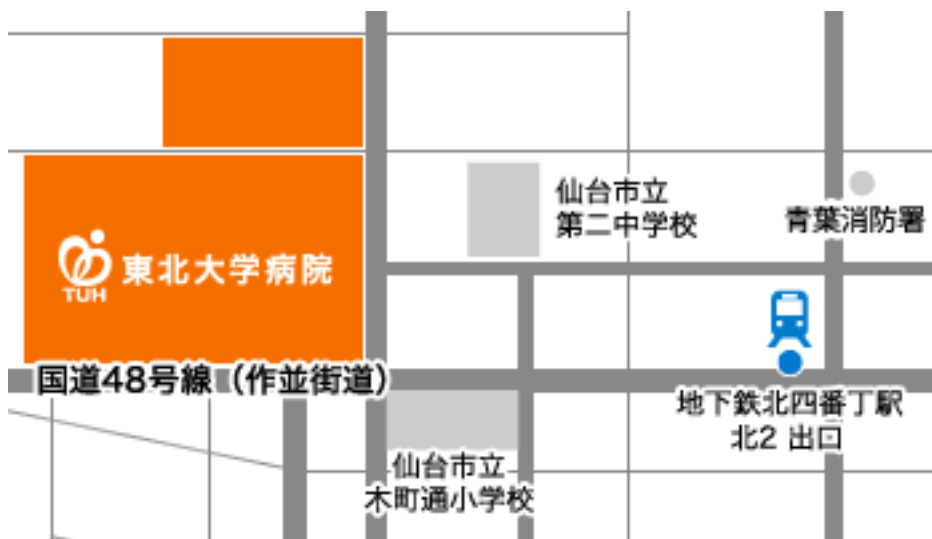 仙台市立
第二中学校
青葉消防署
東北大学病院
TUH
国道48号線（作並街道）
地下鉄北四番丁駅
北2 出口
仙台市立
木町通小学校